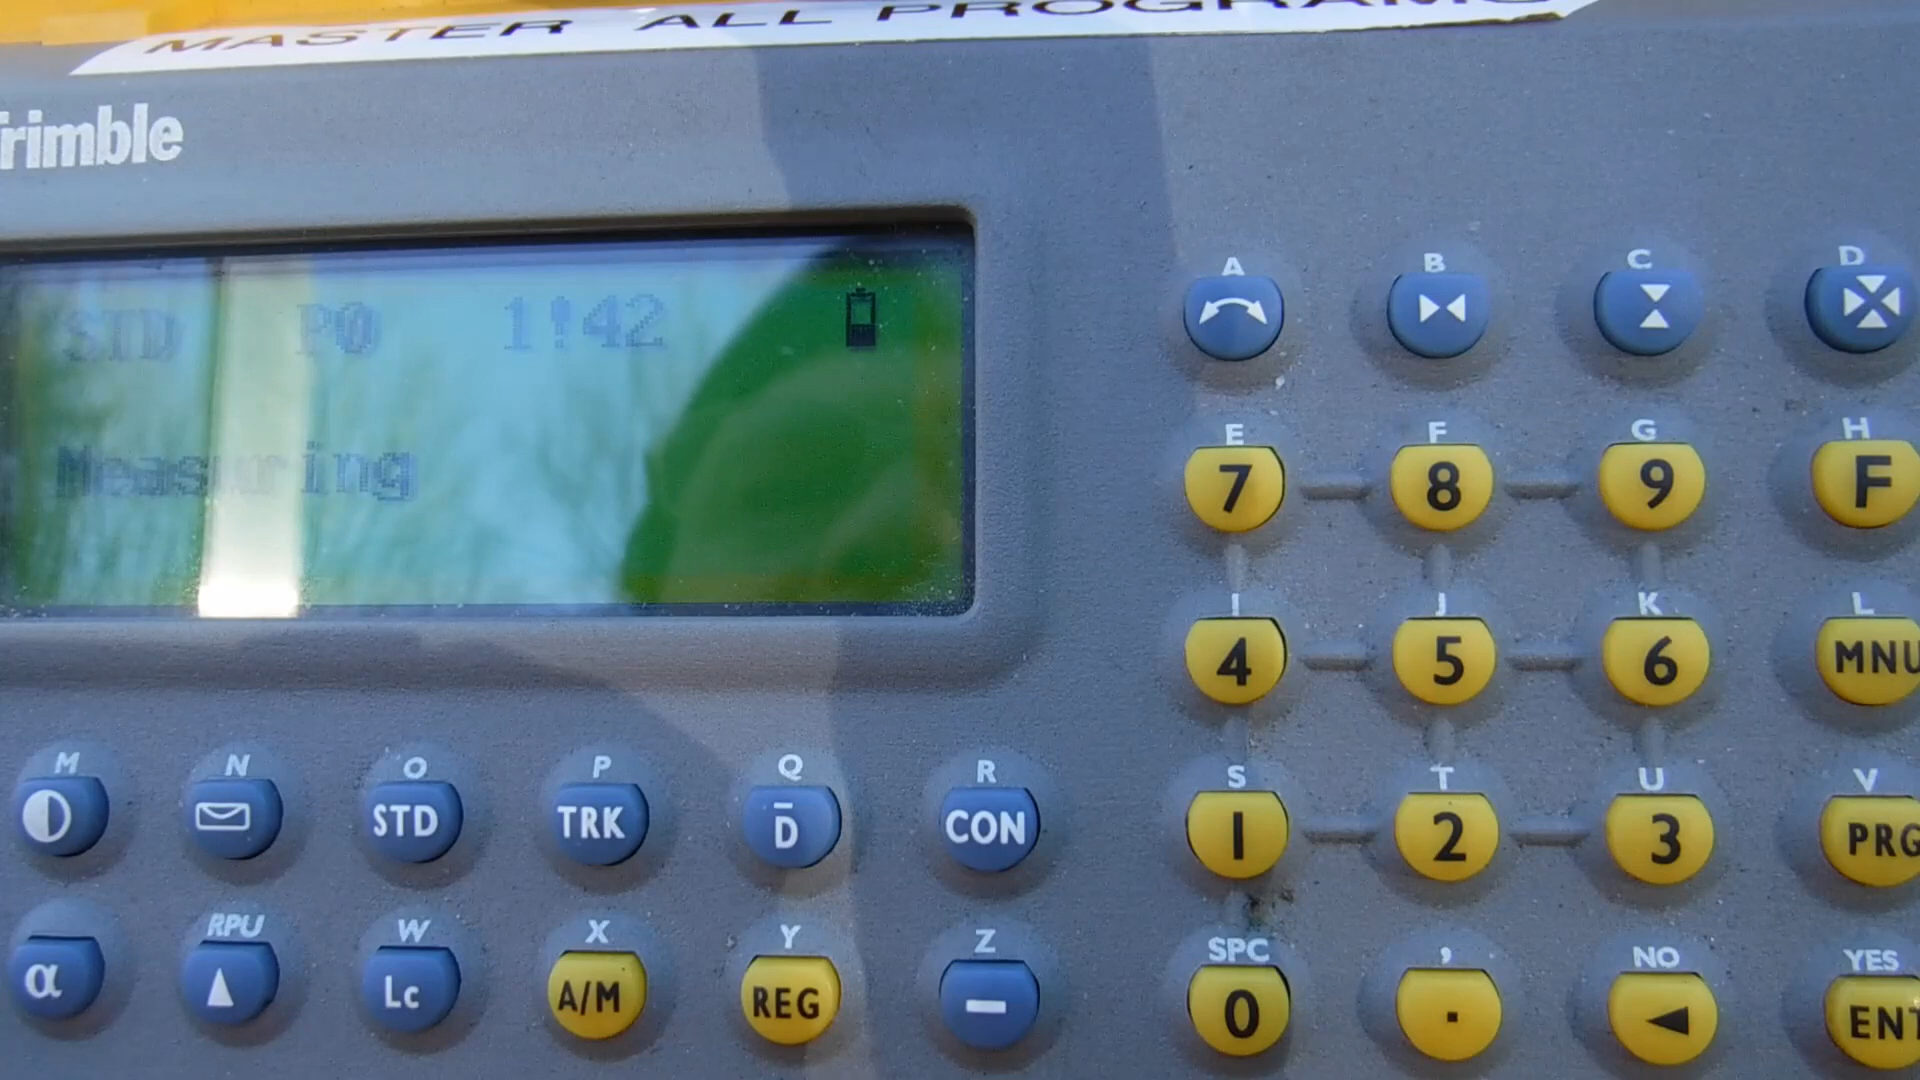 MASTER ALL PROGRAMS
Trimble
STD P0 1!42
Measuring
A B C D
E F G H
7 8 9 F
I J K L
4 5 6 MNU
M N O P Q R S T U V
STD TRK D CON 1 2 3 PRG
RPU W X Y Z SPC , NO YES
α Lc A/M REG - 0 . ENT